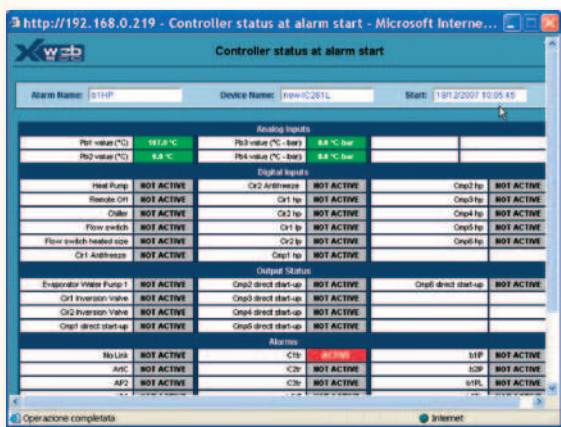 http://192.168.0.219 - Controller status at alarm start - Microsoft Interne...
Xweb Controller status at alarm start
Alarm Name: b1HP Device Name: new-IC281L Start: 19/12/2007 10:05:45
Analog Inputs
Pb1 value (°C) 107.0 °C Pb3 value (°C - bar) 0.0 °C-bar
Pb2 value (°C) 0.0 °C Pb4 value (°C - bar) 0.0 °C-bar
Digital Inputs
Heat Pump NOT ACTIVE Cir2 Antifreeze NOT ACTIVE Cmp2 hp NOT ACTIVE
Remote Off NOT ACTIVE Cir1 hp NOT ACTIVE Cmp3 hp NOT ACTIVE
Chiller NOT ACTIVE Cir2 hp NOT ACTIVE Cmp4 hp NOT ACTIVE
Flow switch NOT ACTIVE Cir1 lp NOT ACTIVE Cmp5 hp NOT ACTIVE
Flow switch heated size NOT ACTIVE Cir2 lp NOT ACTIVE Cmp6 hp NOT ACTIVE
Cir1 Antifreeze NOT ACTIVE Cmp1 hp NOT ACTIVE
Output Status
Evaporator Water Pump 1 NOT ACTIVE Cmp2 direct start-up NOT ACTIVE Cmp6 direct start-up NOT ACTIVE
Cir1 Inversion Valve NOT ACTIVE Cmp3 direct start-up NOT ACTIVE
Cir2 Inversion Valve NOT ACTIVE Cmp4 direct start-up NOT ACTIVE
Cmp1 direct start-up NOT ACTIVE Cmp5 direct start-up NOT ACTIVE
Alarms
No Link NOT ACTIVE C1tr ACTIVE b1IP NOT ACTIVE
ArtC NOT ACTIVE C2tr NOT ACTIVE b2IP NOT ACTIVE
AP2 NOT ACTIVE C3tr NOT ACTIVE b1PL NOT ACTIVE
Operazione completata Internet